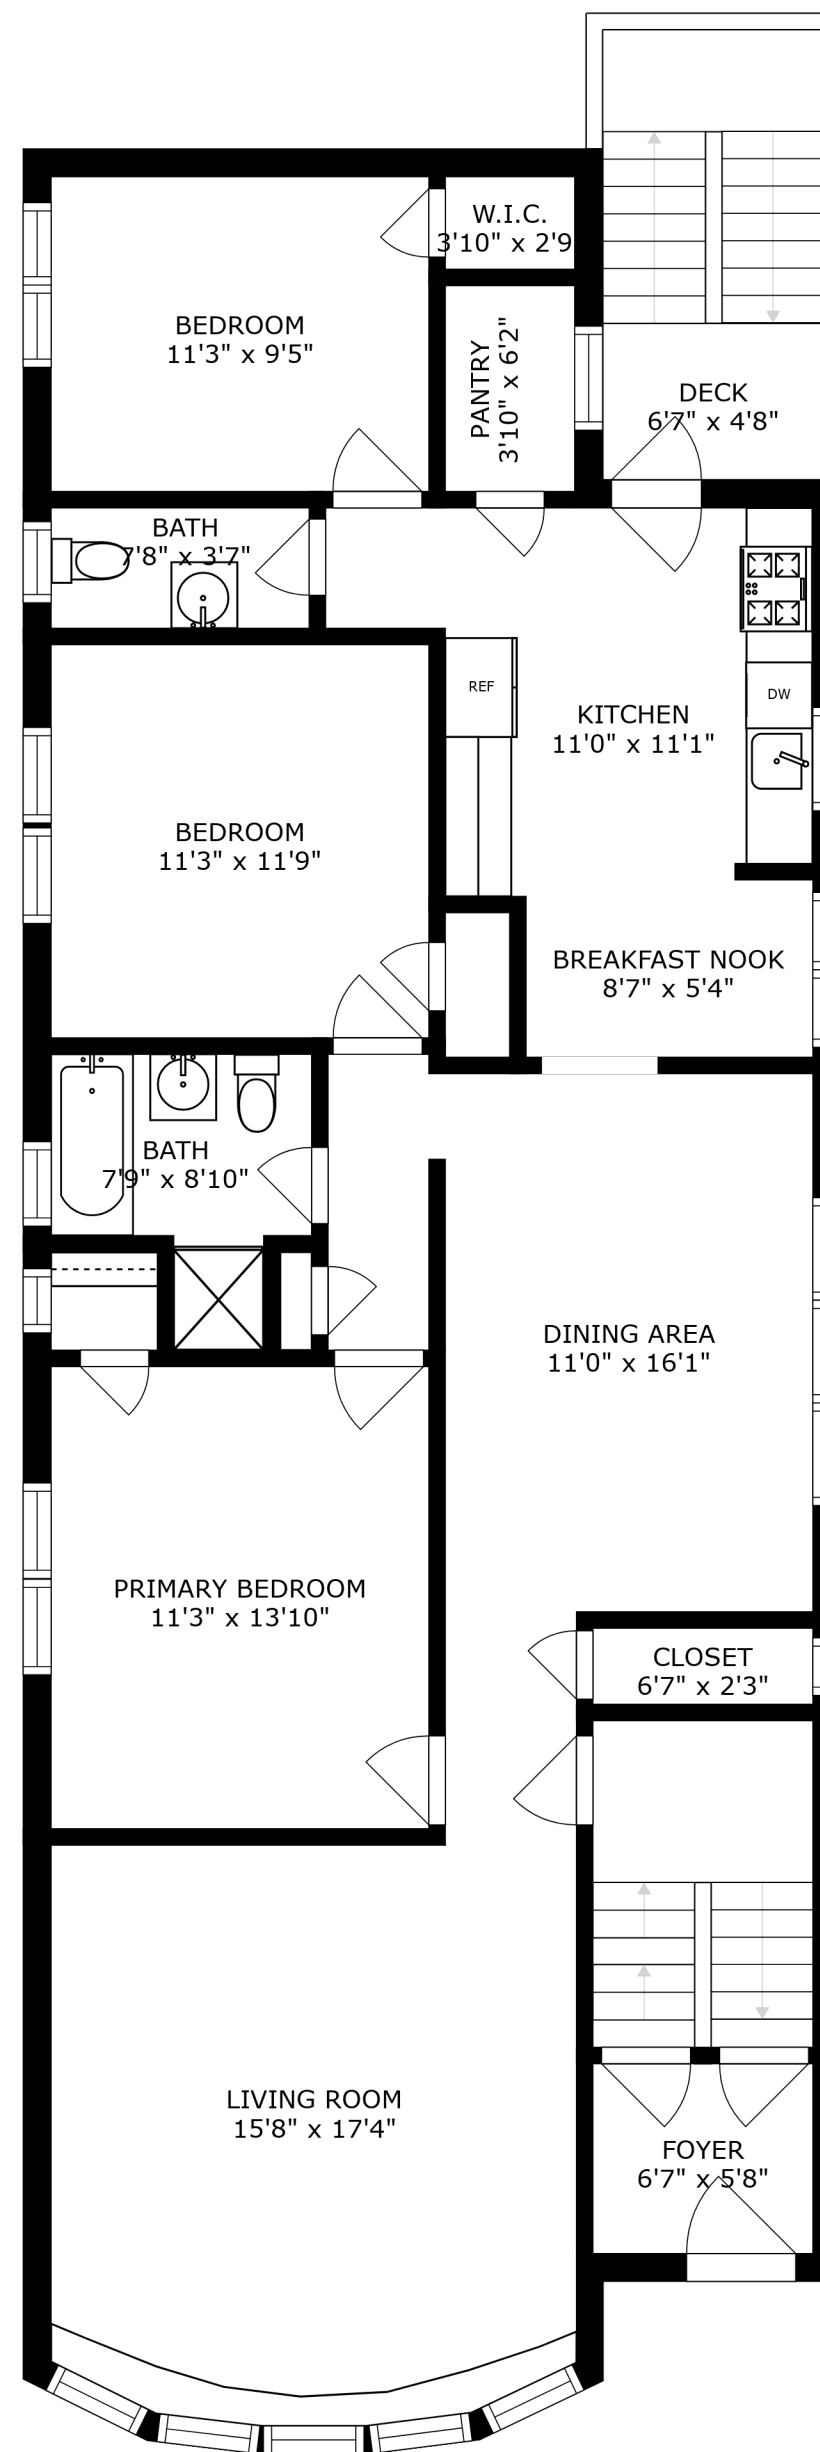 W.I.C.
3'10" x 2'9
BEDROOM
11'3" x 9'5"
PANTRY
3'10" x 6'2"
DECK
6'7" x 4'8"
BATH
7'8" x 3'7"
REF
DW
KITCHEN
11'0" x 11'1"
BEDROOM
11'3" x 11'9"
BREAKFAST NOOK
8'7" x 5'4"
BATH
7'9" x 8'10"
DINING AREA
11'0" x 16'1"
PRIMARY BEDROOM
11'3" x 13'10"
CLOSET
6'7" x 2'3"
LIVING ROOM
15'8" x 17'4"
FOYER
6'7" x 5'8"